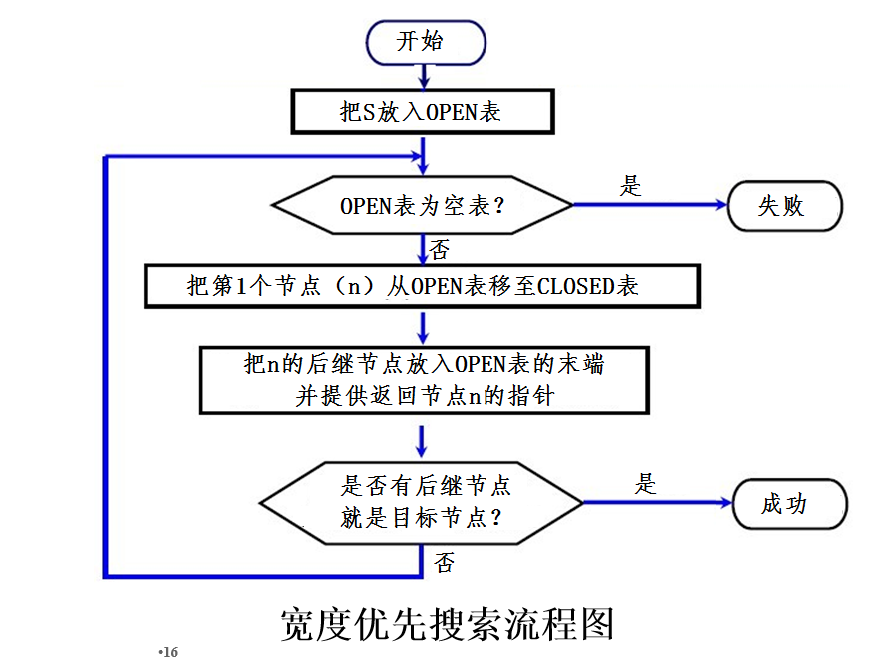 开始
把S放入OPEN表
OPEN表为空表?
是
失败
否
把第1个节点（n）从OPEN表移至CLOSED表
把n的后继节点放入OPEN表的末端
并提供返回节点n的指针
是否有后继节点
就是目标节点?
是
成功
否
宽度优先搜索流程图
•16